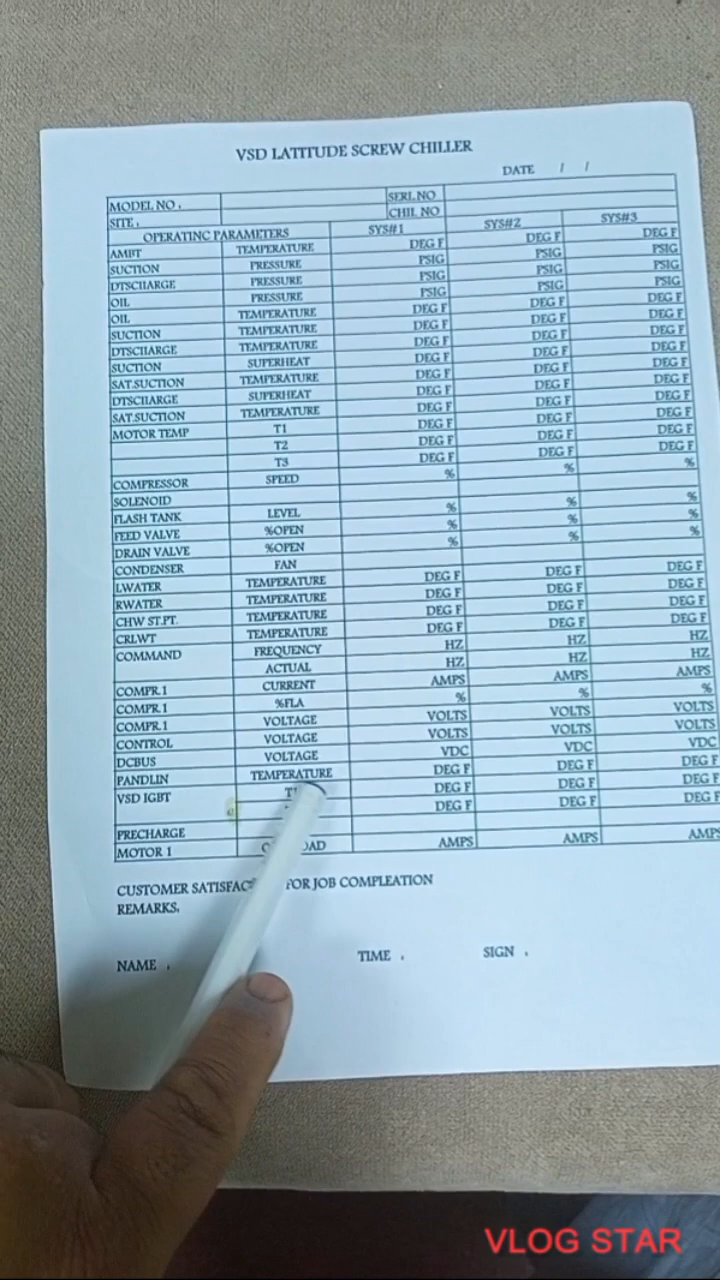 VSD LATITUDE SCREW CHILLER
DATE / /
MODEL NO . SERI.NO
SITE . CHIL NO
OPERATING PARAMETERS SYS#1 SYS#2 SYS#3
AMBT TEMPERATURE DEG F DEG F DEG F
SUCTION PRESSURE PSIG PSIG PSIG
DTSCHARGE PRESSURE PSIG PSIG PSIG
OIL PRESSURE PSIG PSIG PSIG
OIL TEMPERATURE DEG F DEG F DEG F
SUCTION TEMPERATURE DEG F DEG F DEG F
DTSCHARGE TEMPERATURE DEG F DEG F DEG F
SUCTION SUPERHEAT DEG F DEG F DEG F
SAT.SUCTION TEMPERATURE DEG F DEG F DEG F
DTSCHARGE SUPERHEAT DEG F DEG F DEG F
SAT.SUCTION TEMPERATURE DEG F DEG F DEG F
MOTOR TEMP T1 DEG F DEG F DEG F
T2 DEG F DEG F DEG F
T3 DEG F DEG F DEG F
COMPRESSOR SPEED % % %
SOLENOID
FLASH TANK LEVEL % % %
FEED VALVE %OPEN % % %
DRAIN VALVE %OPEN % % %
CONDENSER FAN
LWATER TEMPERATURE DEG F DEG F DEG F
RWATER TEMPERATURE DEG F DEG F DEG F
CHW ST.PT. TEMPERATURE DEG F DEG F DEG F
CRLWT TEMPERATURE DEG F DEG F DEG F
COMMAND FREQUENCY HZ HZ HZ
ACTUAL HZ HZ HZ
COMPR.1 CURRENT AMPS AMPS AMPS
COMPR.1 %FLA % % %
COMPR.1 VOLTAGE VOLTS VOLTS VOLTS
CONTROL VOLTAGE VOLTS VOLTS VOLTS
DCBUS VOLTAGE VDC VDC VDC
PANDLIN TEMPERATURE DEG F DEG F DEG F
VSD IGBT DEG F DEG F DEG F
DEG F DEG F DEG F
PRECHARGE
MOTOR 1 AMPS AMPS AMPS
CUSTOMER FOR JOB COMPLEATION
REMARKS.
NAME . TIME . SIGN .
VLOG STAR